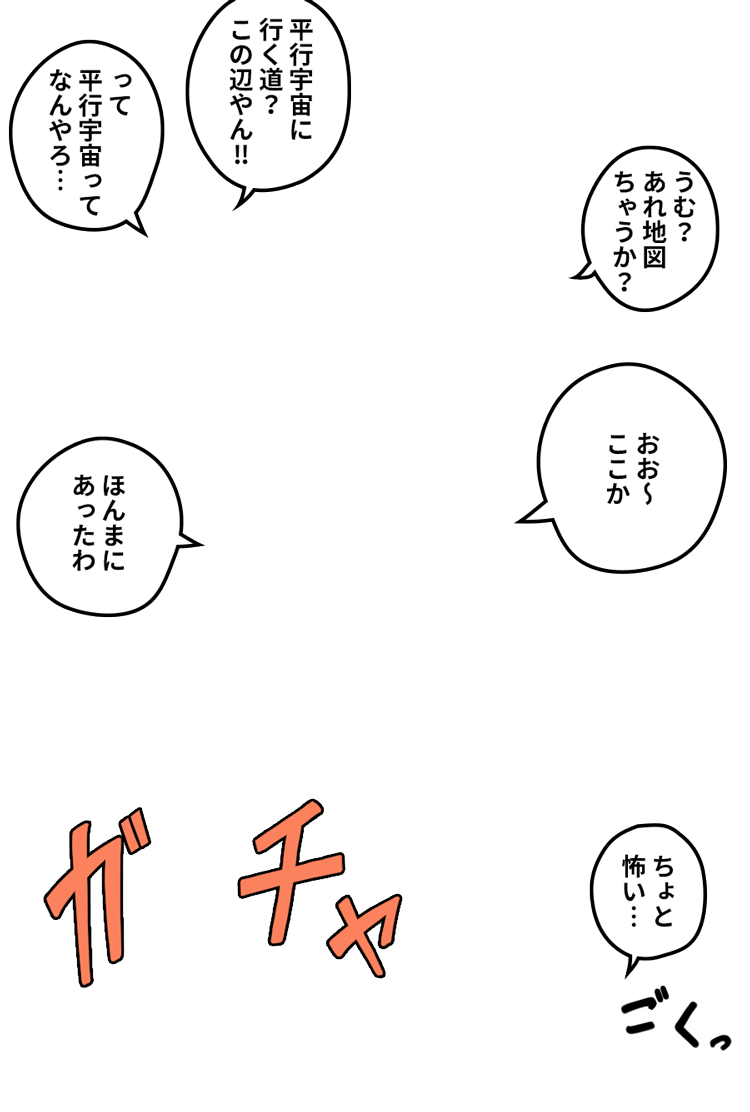 うむ？
あれ地図
ちゃうか？
平行宇宙に
行く道？
この辺やん!!
って
平行宇宙って
なんやろ…
おお～
ここか
ほんまに
あったわ
ちょと
怖い…
ごくっ
ガチャ